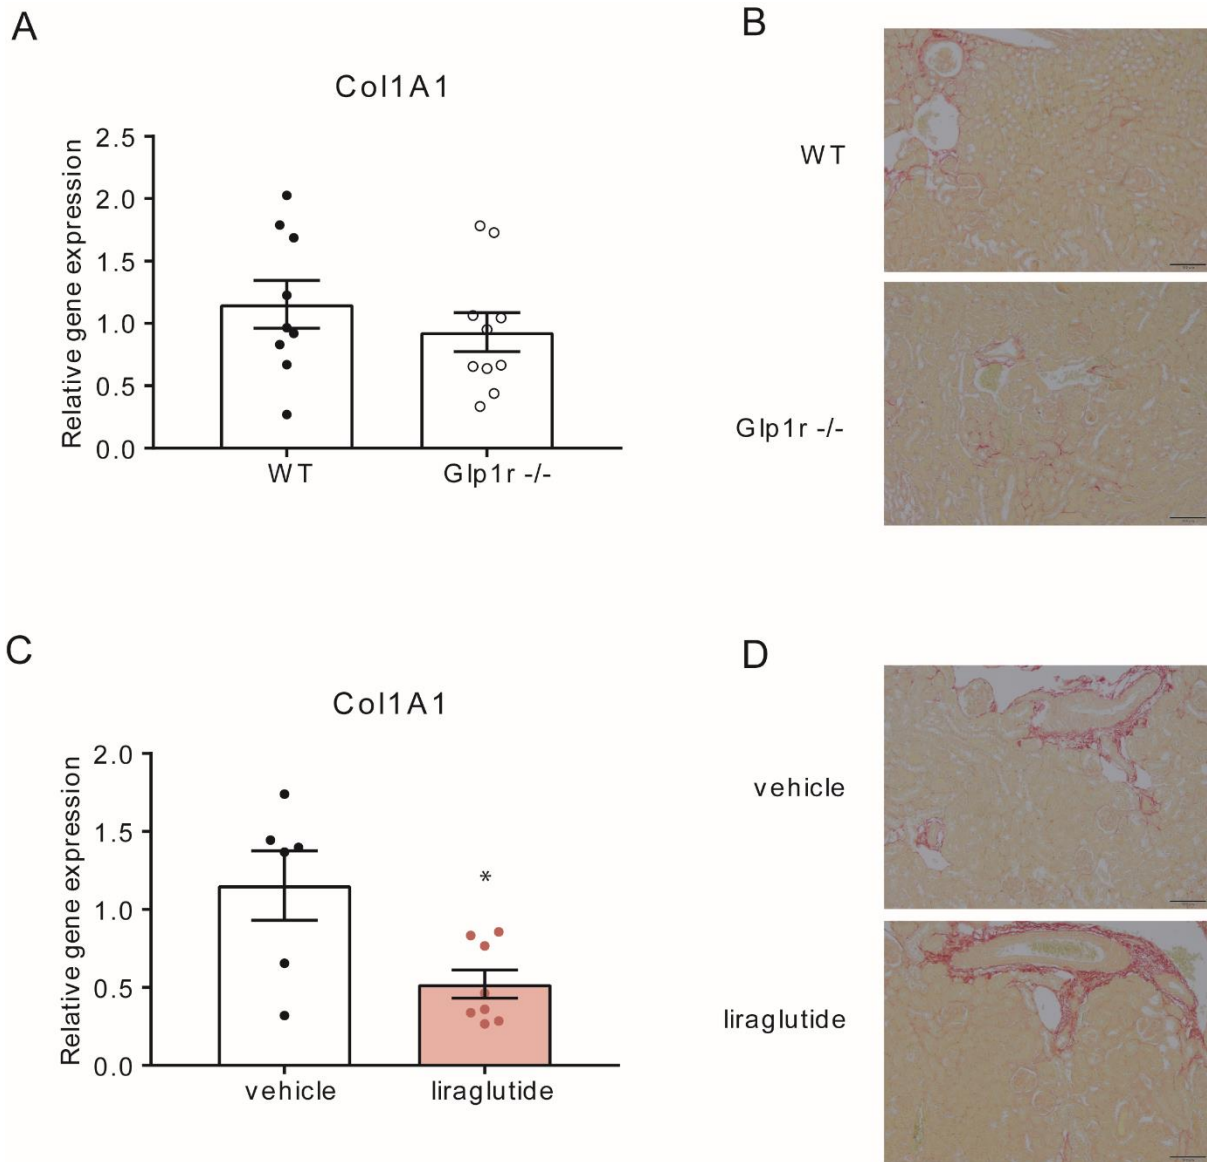 A
Col1A1
Relative gene expression
2.5
2.0
1.5
1.0
0.5
0.0
WT
Glp1r -/-
B
WT
Glp1r -/-
C
Col1A1
Relative gene expression
2.0
1.5
1.0
0.5
0.0
*
vehicle
liraglutide
D
vehicle
liraglutide